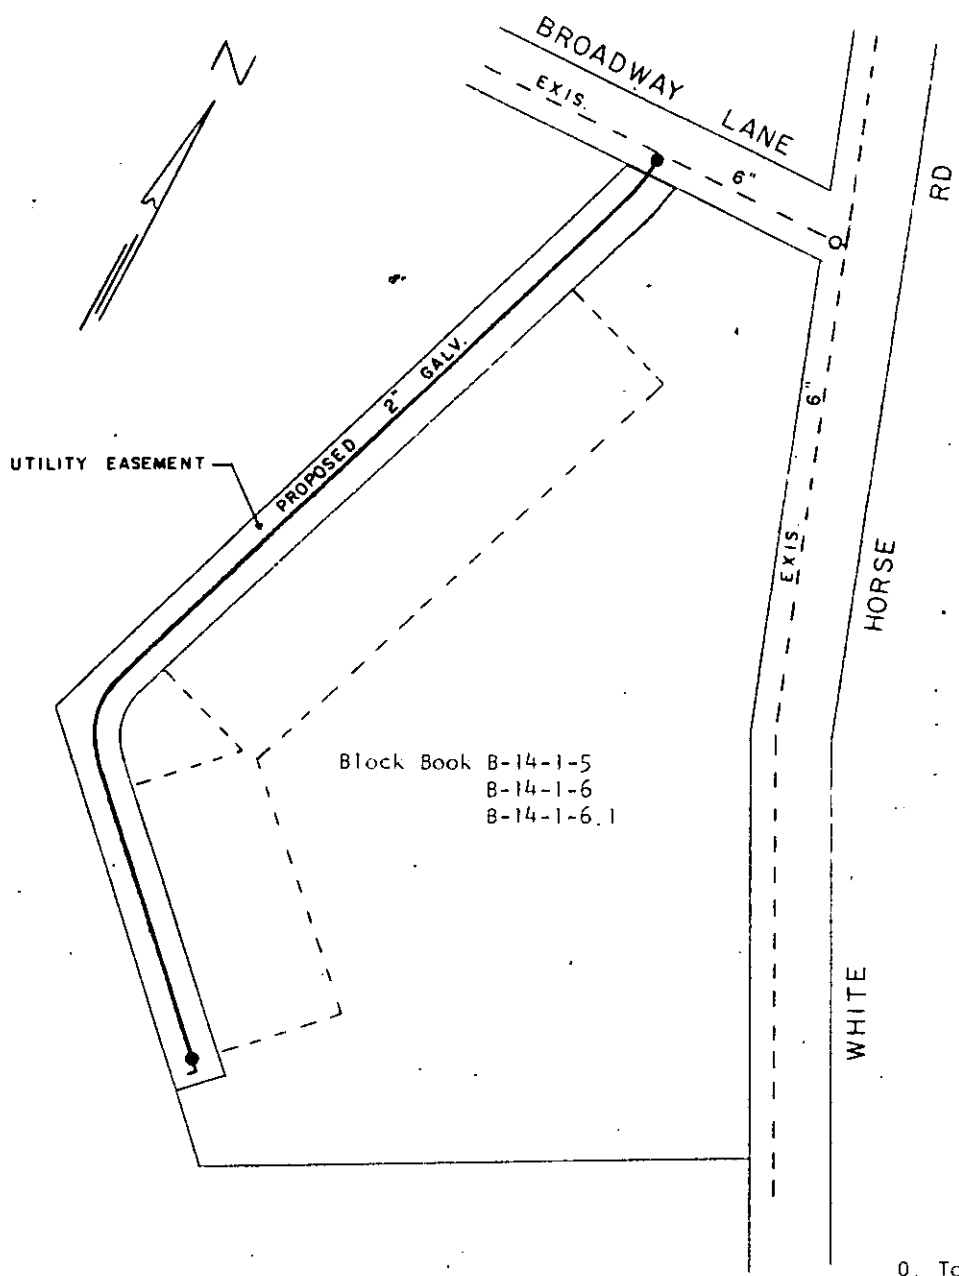 N
BROADWAY LANE
EXIS. 6"
RD
PROPOSED 2" GALV.
UTILITY EASEMENT
EXIS. 6"
HORSE
Block Book B-14-1-5
B-14-1-6
B-14-1-6.1
WHITE
O. To